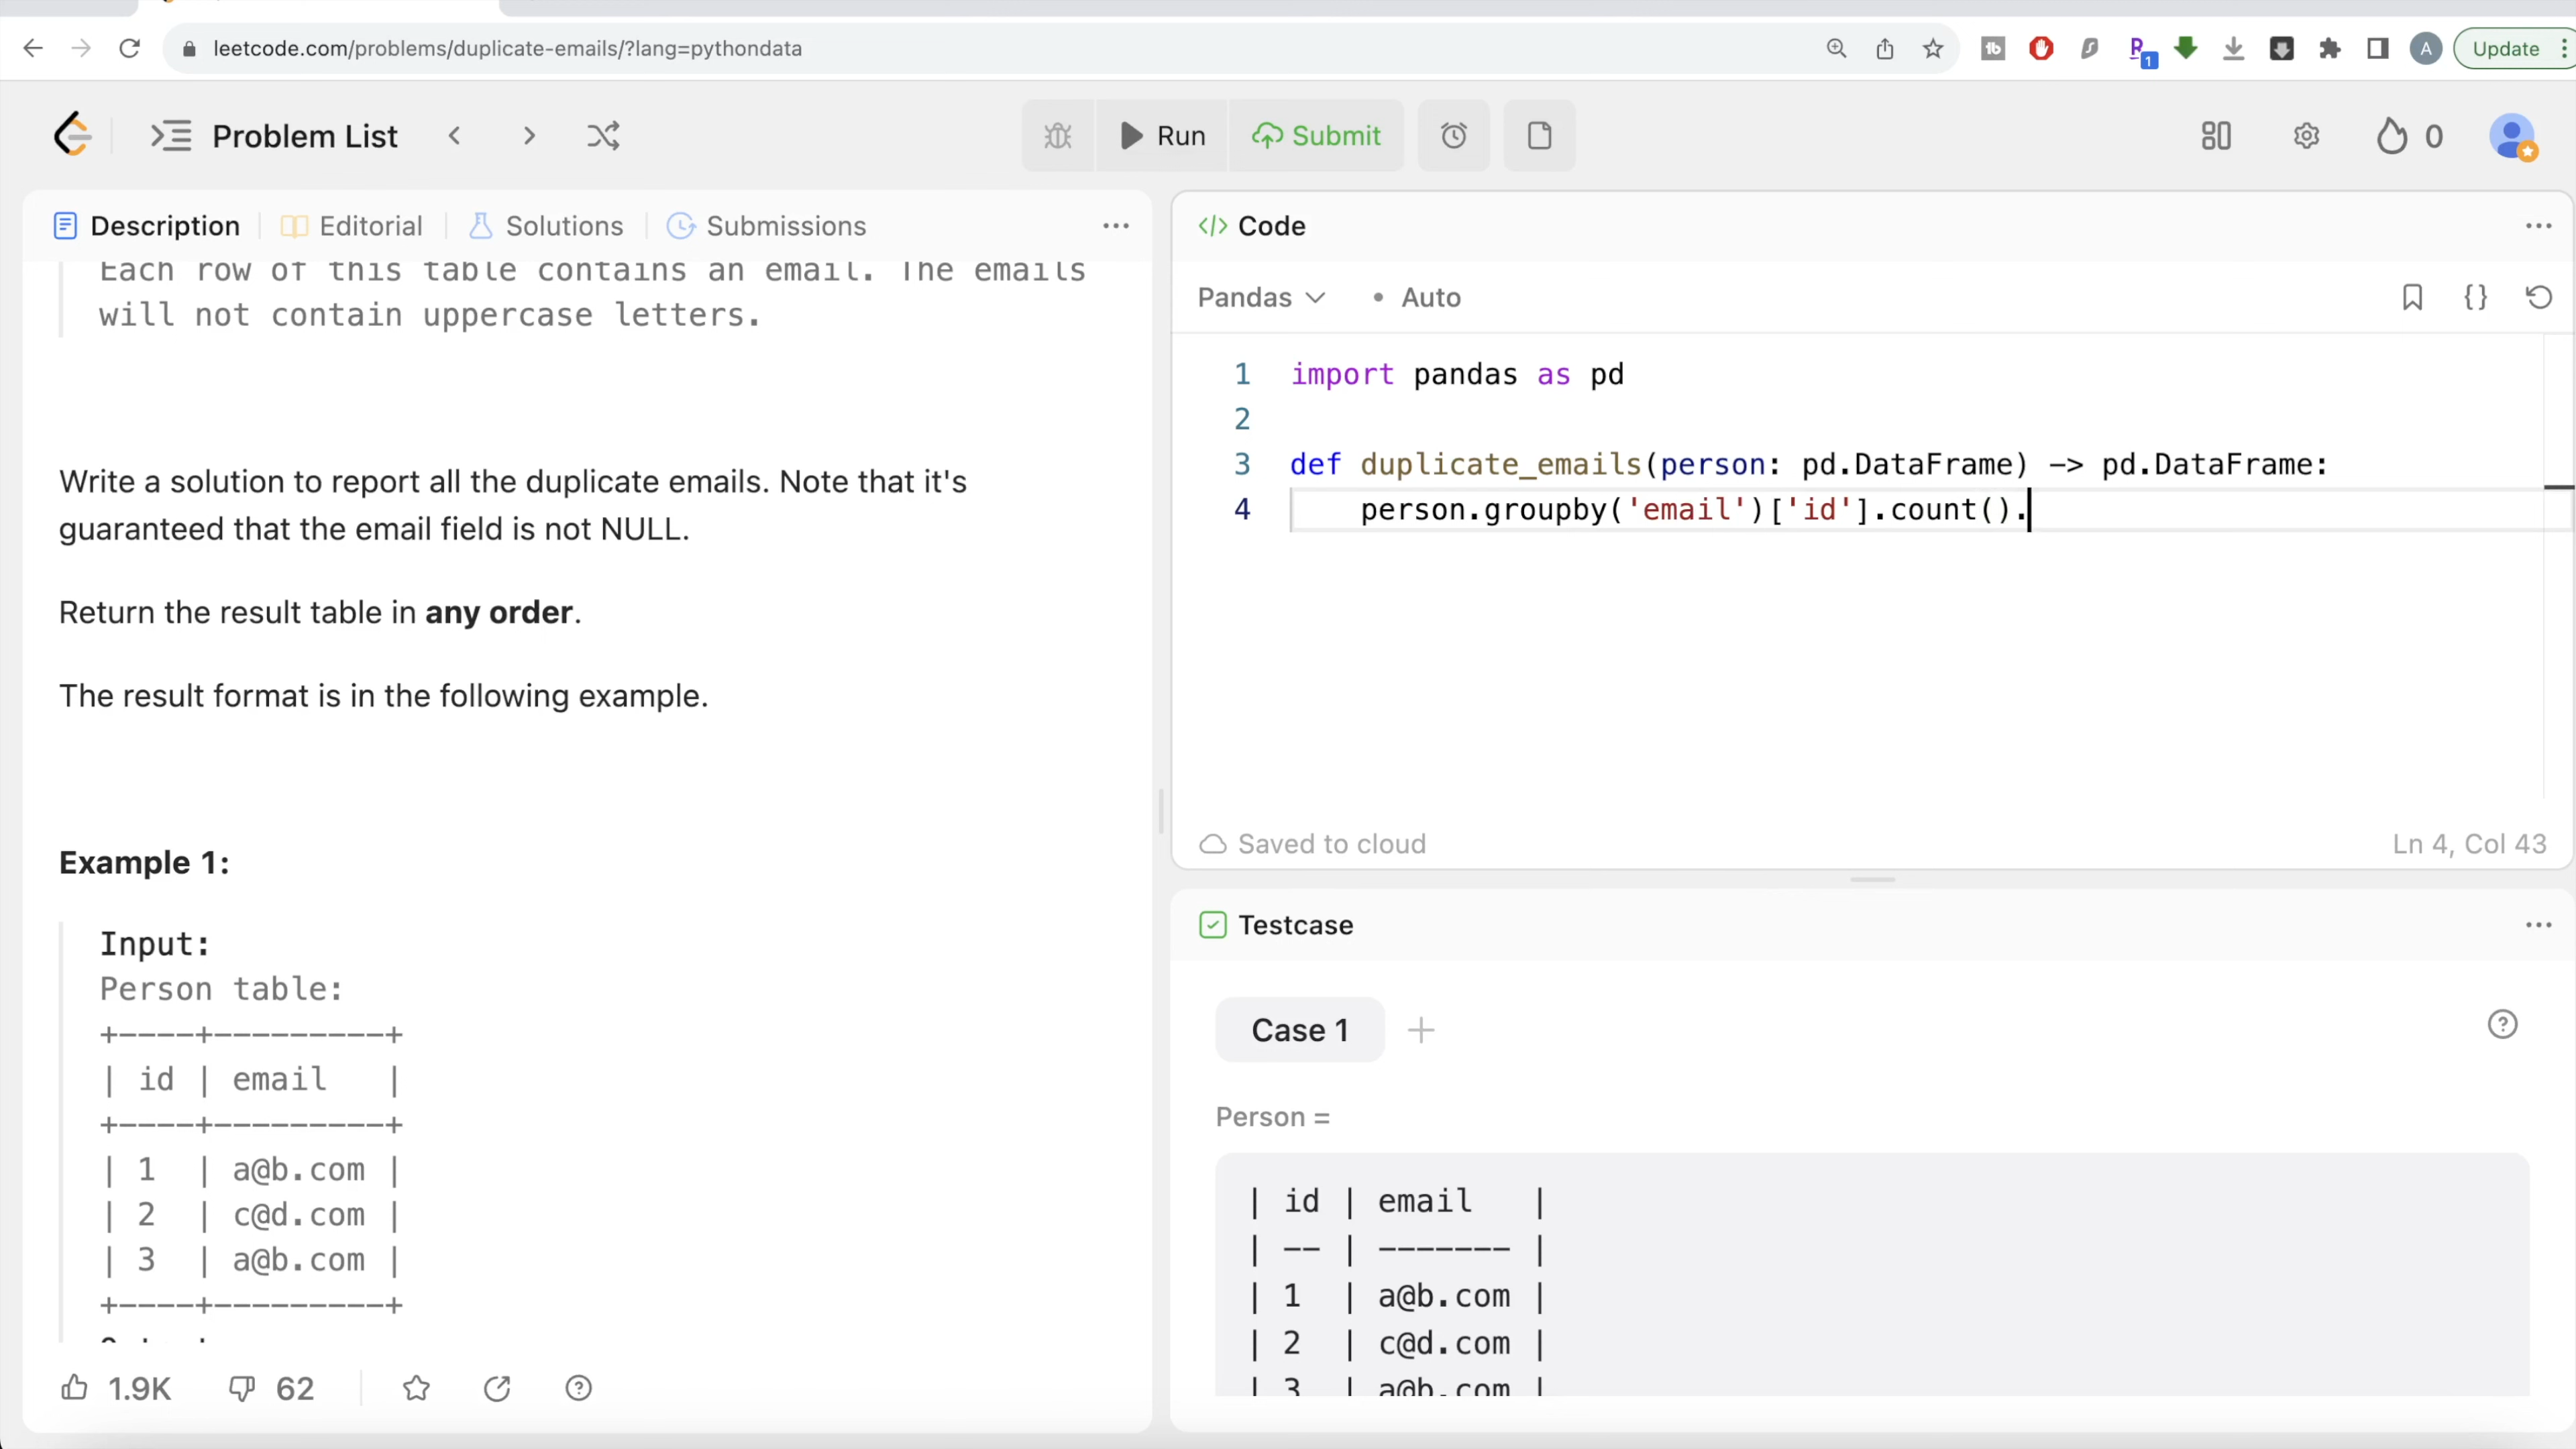 leetcode.com/problems/duplicate-emails/?lang=pythondata
1
A
Update
Problem List
Run
Submit
0
Description
Editorial
Solutions
Submissions
Each row of this table contains an email. The emails
will not contain uppercase letters.
Write a solution to report all the duplicate emails. Note that it's
guaranteed that the email field is not NULL.
Return the result table in any order.
The result format is in the following example.
Example 1:
Input:
Person table:
+----+---------+
| id | email   |
+----+---------+
| 1  | a@b.com |
| 2  | c@d.com |
| 3  | a@b.com |
+----+---------+
1.9K
62
</> Code
Pandas
• Auto
{}
1 import pandas as pd
2
3 def duplicate_emails(person: pd.DataFrame) -> pd.DataFrame:
4     person.groupby('email')['id'].count().
Saved to cloud
Ln 4, Col 43
Testcase
Case 1
+
Person =
| id | email   |
| -- | ------- |
| 1  | a@b.com |
| 2  | c@d.com |
| 3  | a@b.com |